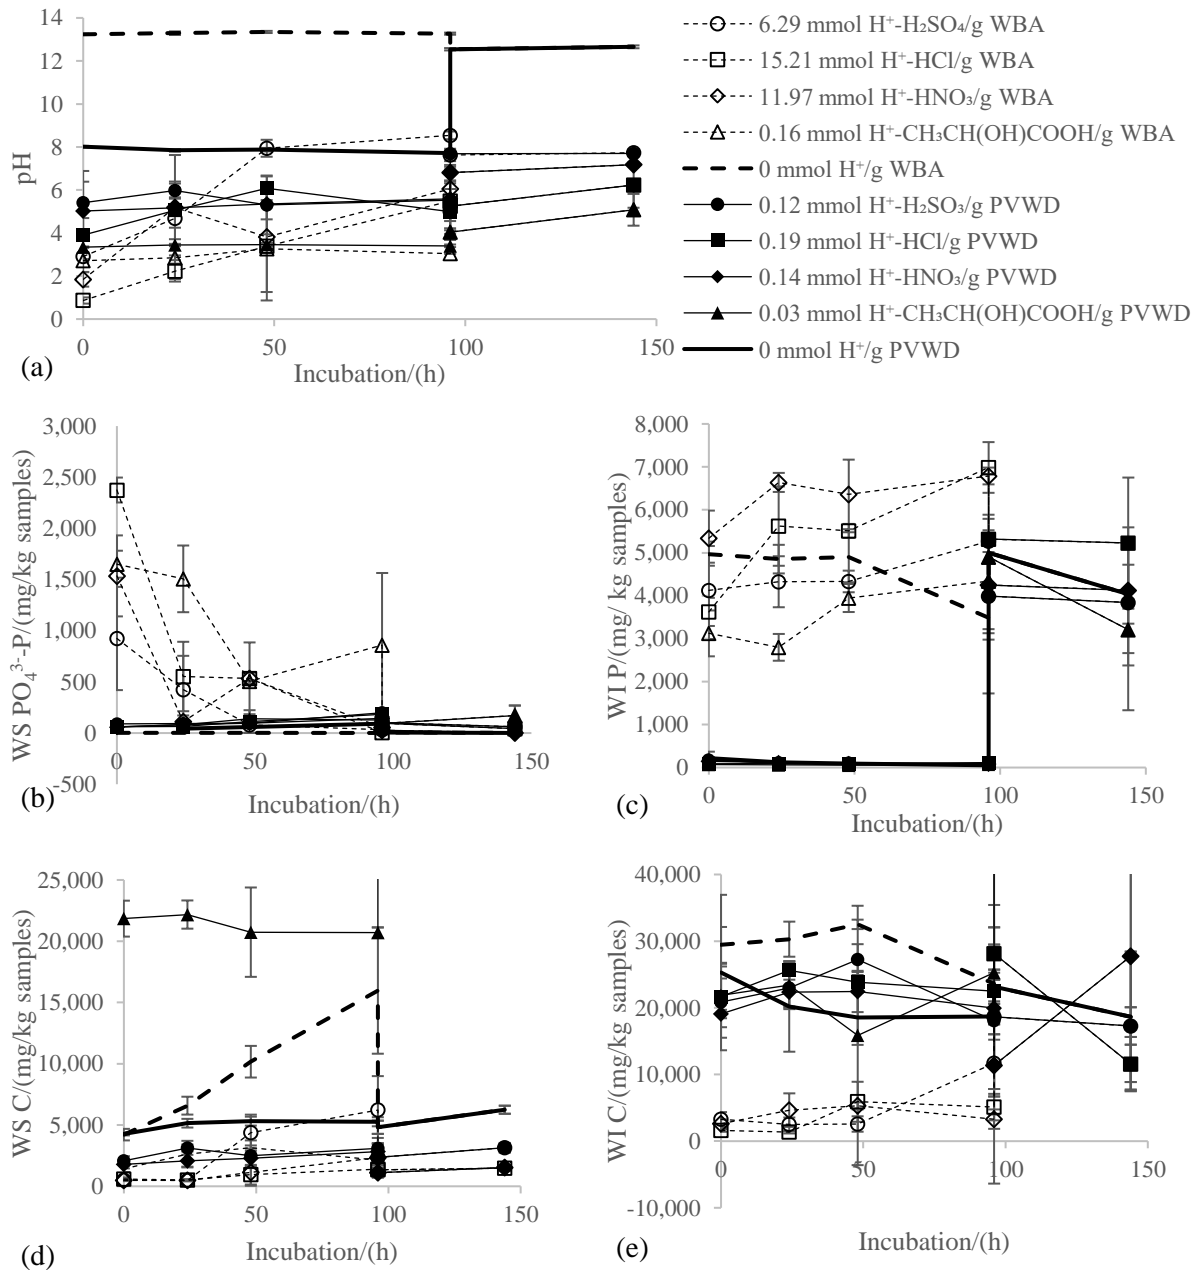 14
12
10
8
6
4
2
0
pH
0
50
100
150
Incubation/(h)
(a)
6.29 mmol H⁺-H₂SO₄/g WBA
15.21 mmol H⁺-HCl/g WBA
11.97 mmol H⁺-HNO₃/g WBA
0.16 mmol H⁺-CH₃CH(OH)COOH/g WBA
0 mmol H⁺/g WBA
0.12 mmol H⁺-H₂SO₃/g PVWD
0.19 mmol H⁺-HCl/g PVWD
0.14 mmol H⁺-HNO₃/g PVWD
0.03 mmol H⁺-CH₃CH(OH)COOH/g PVWD
0 mmol H⁺/g PVWD
3,000
2,500
2,000
1,500
1,000
500
0
-500
WS PO₄³⁻-P/(mg/kg samples)
0
50
100
150
Incubation/(h)
(b)
8,000
7,000
6,000
5,000
4,000
3,000
2,000
1,000
0
WI P/(mg/ kg samples)
0
50
100
150
Incubation/(h)
(c)
25,000
20,000
15,000
10,000
5,000
0
WS C/(mg/kg samples)
0
50
100
150
Incubation/(h)
(d)
40,000
30,000
20,000
10,000
0
-10,000
WI C/(mg/kg samples)
0
50
100
150
Incubation/(h)
(e)